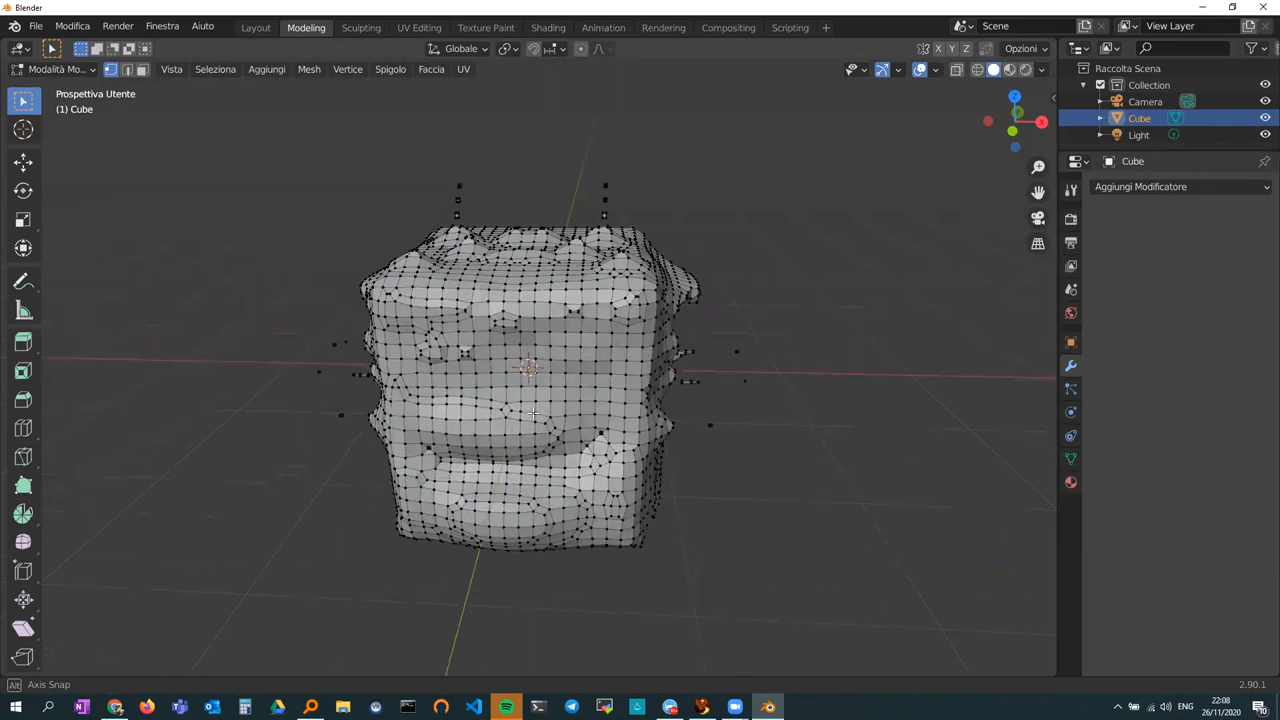 Blender
File Modifica Render Finestra Aiuto Layout Modeling Sculpting UV Editing Texture Paint Shading Animation Rendering Compositing Scripting + Scene View Layer
Globale X Y Z Opzioni
Modalità Mo... Vista Seleziona Aggiungi Mesh Vertice Spigolo Faccia UV
Prospettiva Utente
(1) Cube
Z
X
Raccolta Scena
Collection
Camera
Cube
Light
Cube
Aggiungi Modificatore
Alt Axis Snap 2.90.1
ENG 22:08
26/11/2020 10